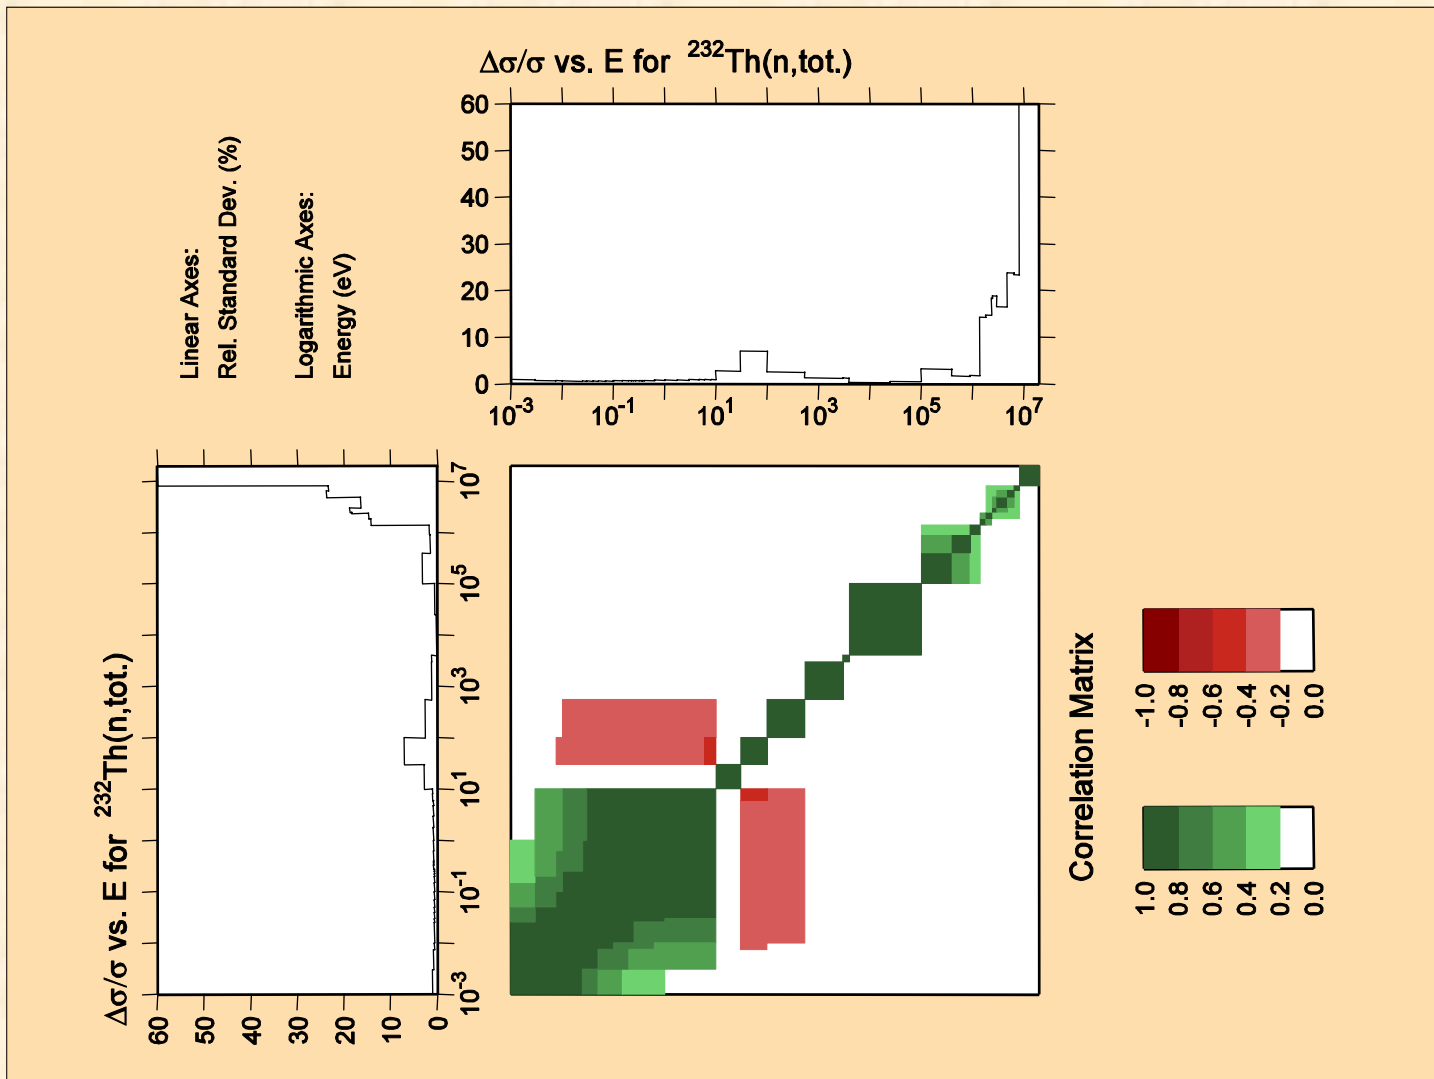 Δσ/σ vs. E for ²³²Th(n,tot.)
60
50
40
30
20
10
0
10⁻³ 10⁻¹ 10¹ 10³ 10⁵ 10⁷
Linear Axes:
Rel. Standard Dev. (%)
Logarithmic Axes:
Energy (eV)
Δσ/σ vs. E for ²³²Th(n,tot.)
60 50 40 30 20 10 0
10⁷
10⁵
10³
10¹
10⁻¹
10⁻³
Correlation Matrix
-1.0 -0.8 -0.6 -0.4 -0.2 0.0
1.0 0.8 0.6 0.4 0.2 0.0